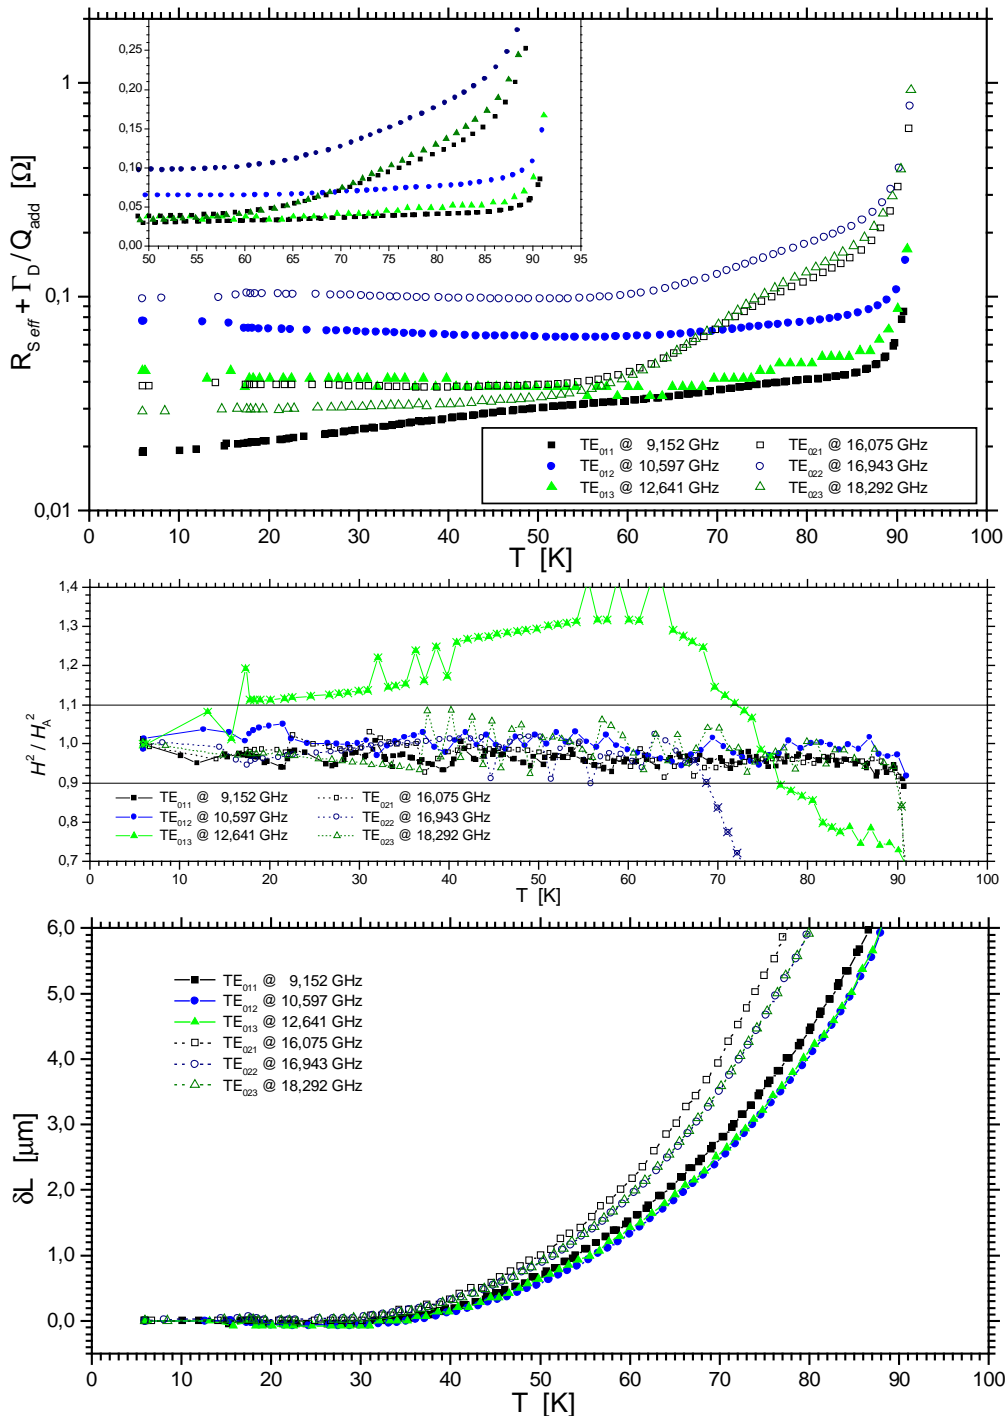 0,25
0,20
0,15
0,10
0,05
0,00
50 55 60 65 70 75 80 85 90 95
1
0,1
0,01
R_S eff + Γ_D / Q_add [Ω]
TE011 @ 9,152 GHz
TE012 @ 10,597 GHz
TE013 @ 12,641 GHz
TE021 @ 16,075 GHz
TE022 @ 16,943 GHz
TE023 @ 18,292 GHz
0 10 20 30 40 50 60 70 80 90 100
T [K]
1,4
1,3
1,2
1,1
1,0
0,9
0,8
0,7
H² / H_A²
TE011 @ 9,152 GHz
TE012 @ 10,597 GHz
TE013 @ 12,641 GHz
TE021 @ 16,075 GHz
TE022 @ 16,943 GHz
TE023 @ 18,292 GHz
0 10 20 30 40 50 60 70 80 90 100
T [K]
6,0
5,0
4,0
3,0
2,0
1,0
0,0
δL [µm]
TE011 @ 9,152 GHz
TE012 @ 10,597 GHz
TE013 @ 12,641 GHz
TE021 @ 16,075 GHz
TE022 @ 16,943 GHz
TE023 @ 18,292 GHz
0 10 20 30 40 50 60 70 80 90 100
T [K]